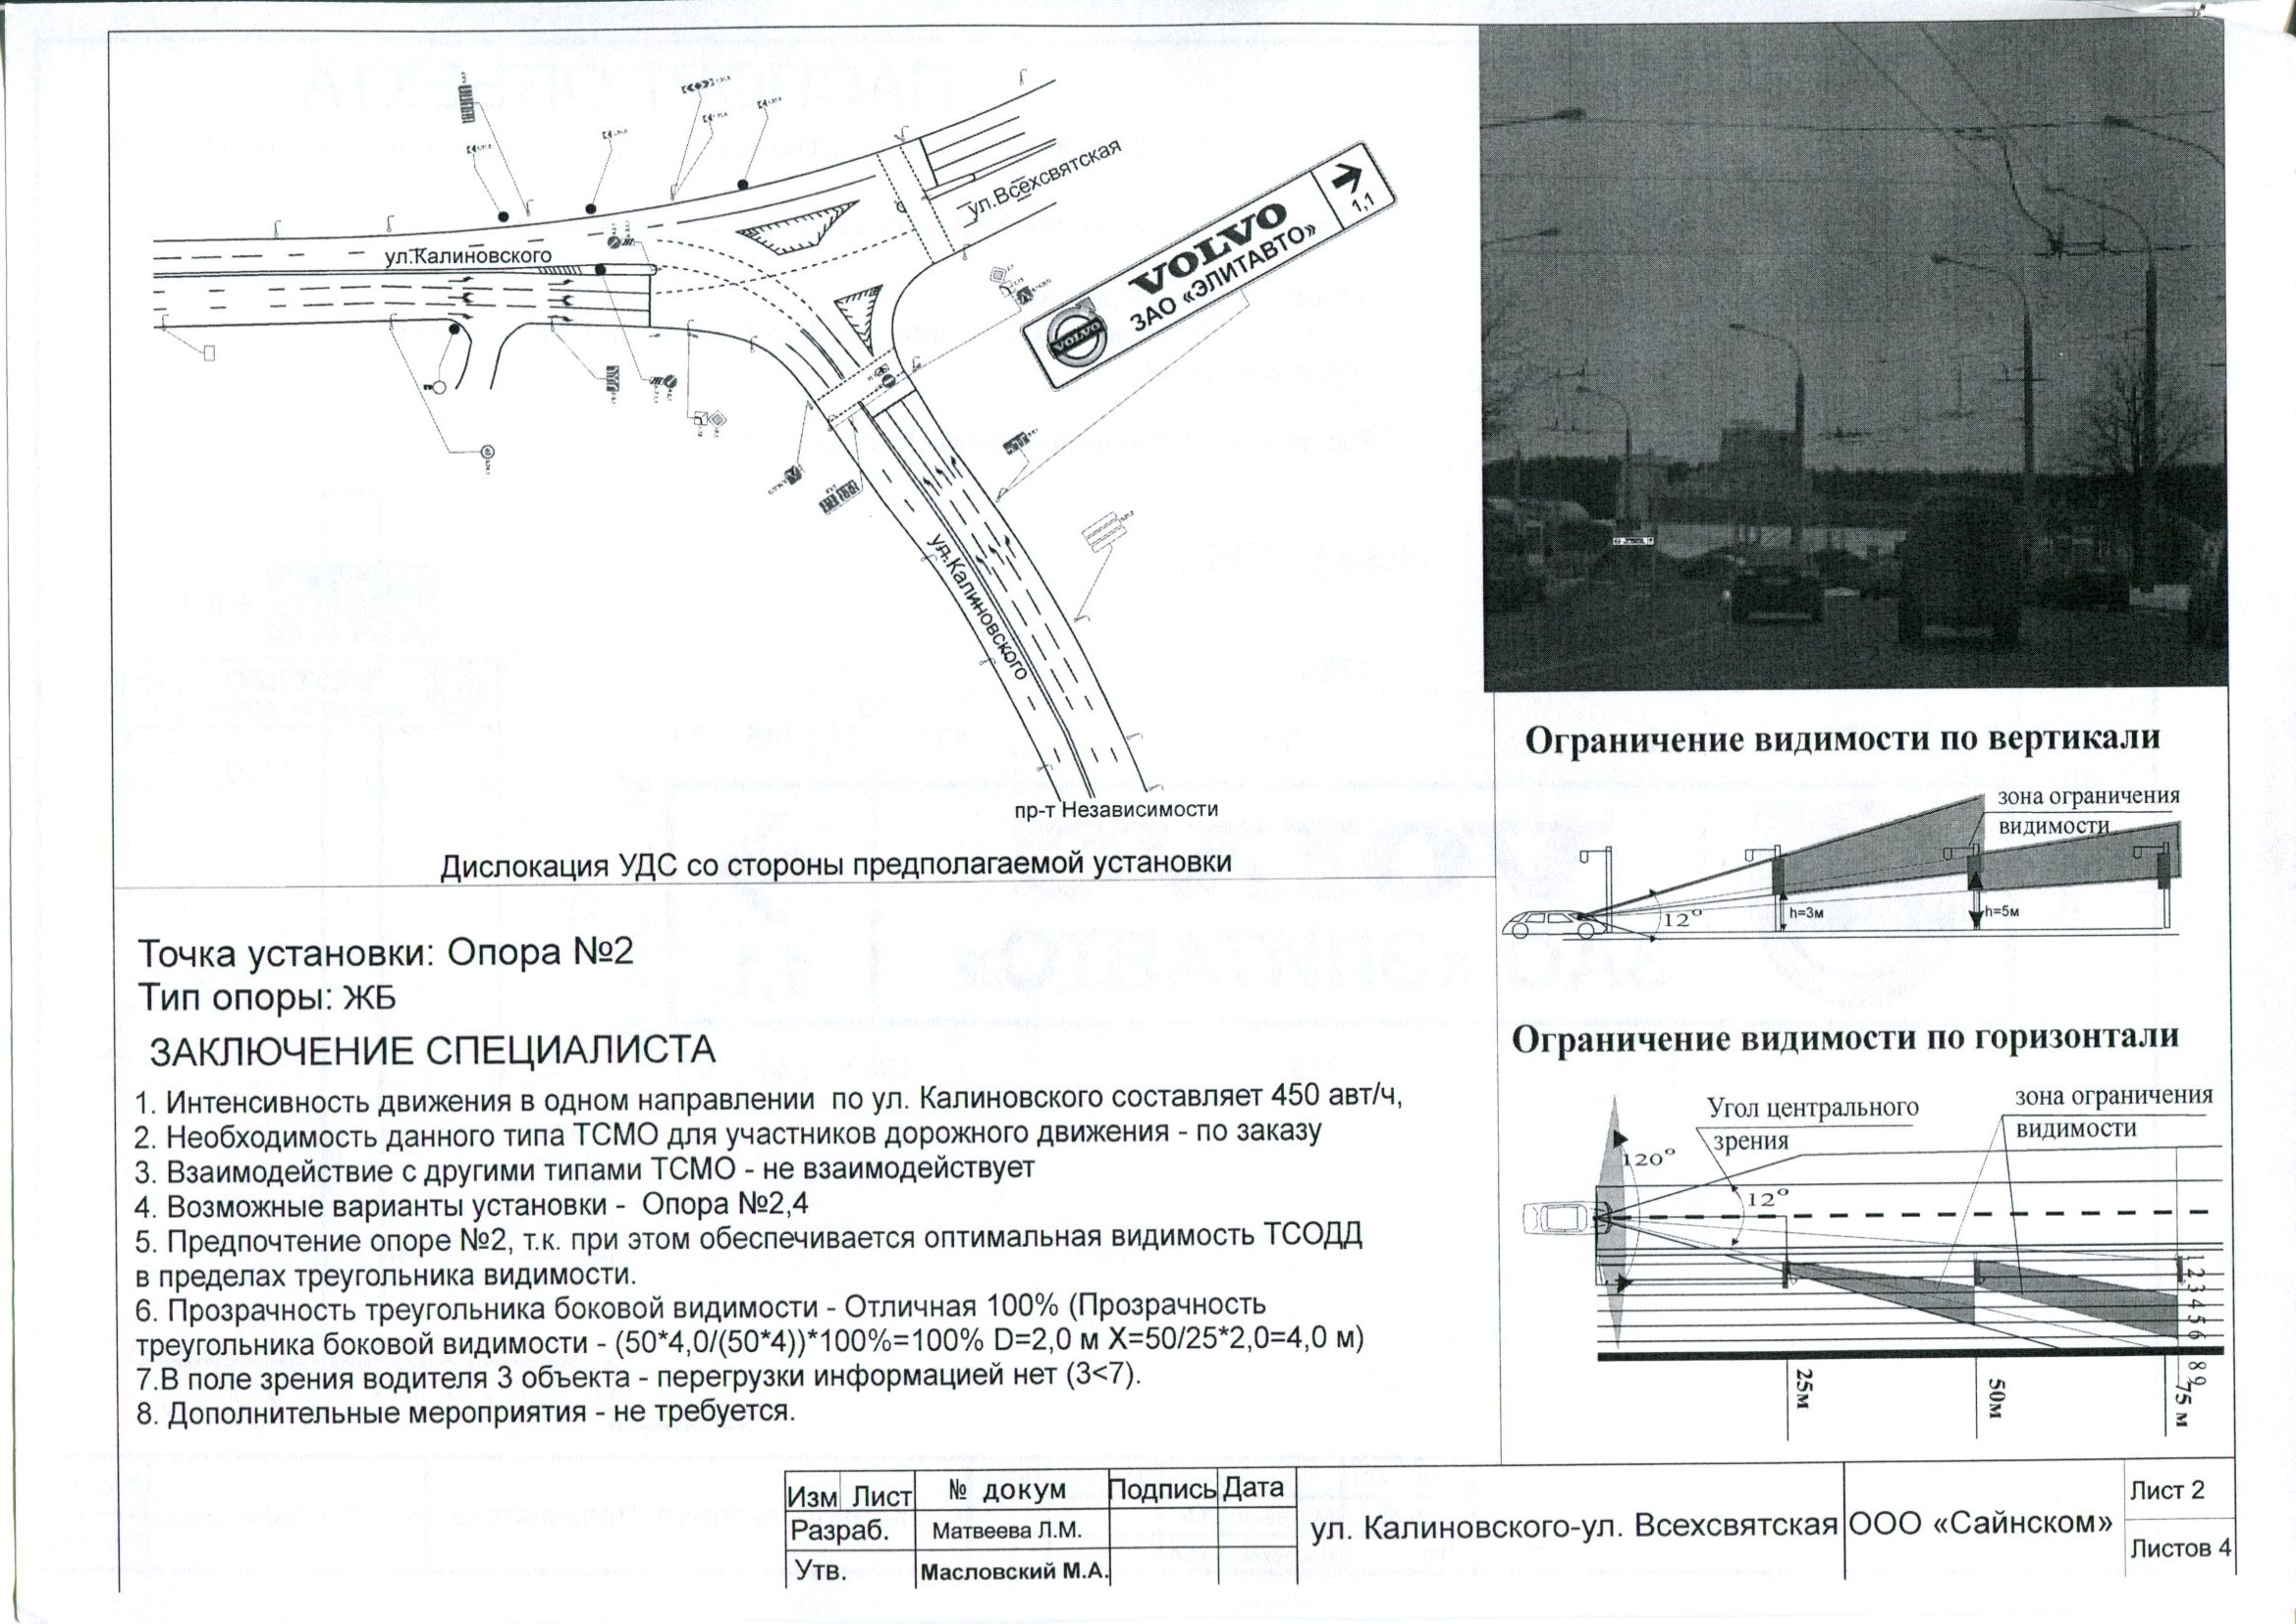 ул.Калиновского
ул.Всехсвятская
VOLVO
VOLVO
ЗАО «ЭЛИТАВТО»
1,1
ул.Калиновского
пр-т Независимости
Дислокация УДС со стороны предполагаемой установки
Точка установки: Опора №2
Тип опоры: ЖБ
ЗАКЛЮЧЕНИЕ СПЕЦИАЛИСТА
1. Интенсивность движения в одном направлении по ул. Калиновского составляет 450 авт/ч,
2. Необходимость данного типа ТСМО для участников дорожного движения - по заказу
3. Взаимодействие с другими типами ТСМО - не взаимодействует
4. Возможные варианты установки - Опора №2,4
5. Предпочтение опоре №2, т.к. при этом обеспечивается оптимальная видимость ТСОДД
в пределах треугольника видимости.
6. Прозрачность треугольника боковой видимости - Отличная 100% (Прозрачность
треугольника боковой видимости - (50*4,0/(50*4))*100%=100% D=2,0 м X=50/25*2,0=4,0 м)
7.В поле зрения водителя 3 объекта - перегрузки информацией нет (3<7).
8. Дополнительные мероприятия - не требуется.
Ограничение видимости по вертикали
зона ограничения
видимости
12°
h=3м
h=5м
Ограничение видимости по горизонтали
Угол центрального
зрения
зона ограничения
видимости
120°
12°
1 2 3 4 5 6 8 9
25м
50м
75 м
Изм Лист № докум Подпись Дата
Разраб. Матвеева Л.М.
Утв. Масловский М.А.
ул. Калиновского-ул. Всехсвятская
ООО «Сайнском»
Лист 2
Листов 4